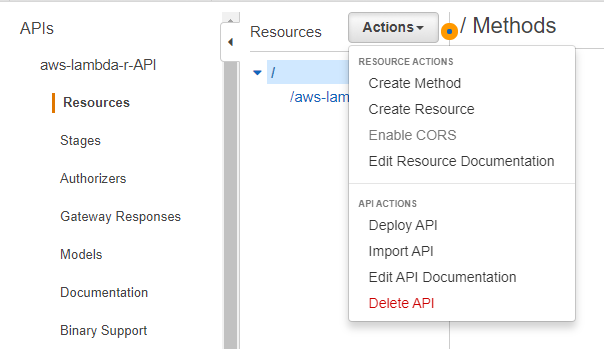 APIs
aws-lambda-r-API
Resources
Stages
Authorizers
Gateway Responses
Models
Documentation
Binary Support
Resources
Actions
/ Methods
/
/aws-lam
RESOURCE ACTIONS
Create Method
Create Resource
Enable CORS
Edit Resource Documentation
API ACTIONS
Deploy API
Import API
Edit API Documentation
Delete API